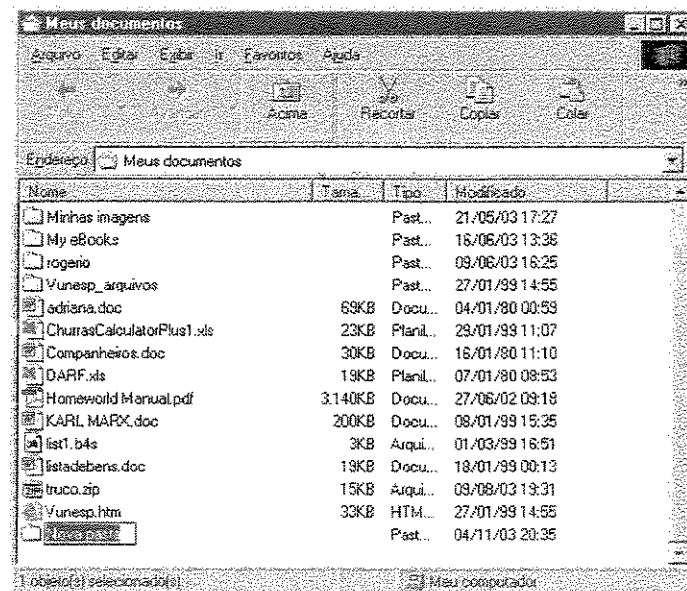 Meus documentos
Arquivo Editar Exibir Ir Favoritos Ajuda
Acima Recortar Copiar Colar
Endereço Meus documentos
Nome Tama... Tipo Modificado
Minhas imagens Past... 21/05/03 17:27
My eBooks Past... 16/06/03 13:36
rogerio Past... 09/06/03 16:25
Vunesp_arquivos Past... 27/01/99 14:55
adriana.doc 69KB Docu... 04/01/80 00:59
ChurrasCalculatorPlus1.xls 23KB Planil... 29/01/99 11:07
Companheiros.doc 30KB Docu... 16/01/80 11:10
DARF.xls 19KB Planil... 07/01/80 08:53
Homeworld Manual.pdf 3.140KB Docu... 27/06/02 09:19
KARL MARX.doc 200KB Docu... 08/01/99 15:35
list1.b4s 3KB Arqui... 01/03/99 16:51
listadebens.doc 19KB Docu... 18/01/99 00:13
truco.zip 15KB Arqui... 09/08/03 19:31
Vunesp.htm 33KB HTM... 27/01/99 14:55
Nova pasta Past... 04/11/03 20:35
1 objeto(s) selecionado(s) Meu computador